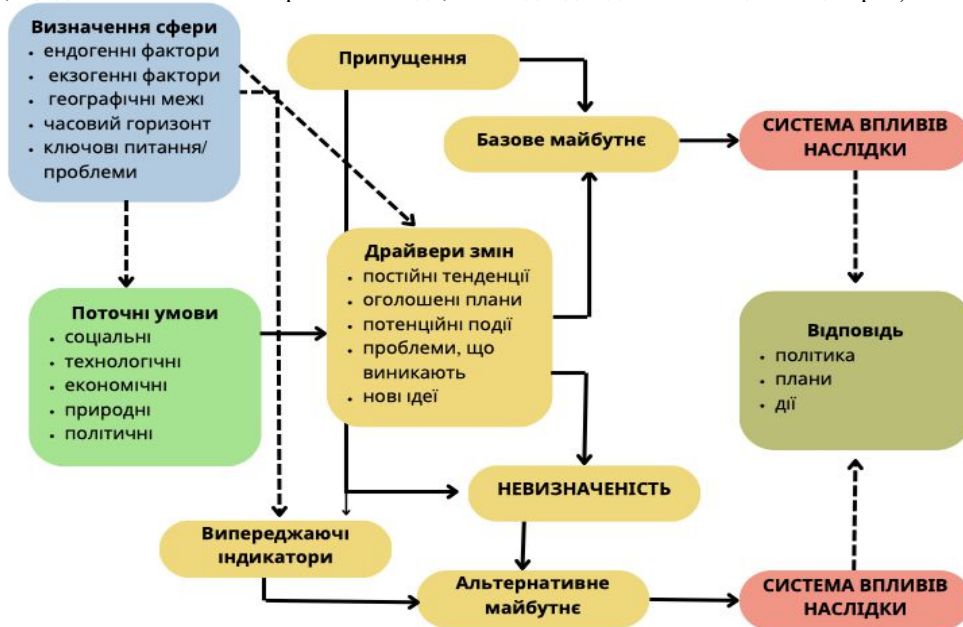 Визначення сфери
• ендогенні фактори
• екзогенні фактори
• географічні межі
• часовий горизонт
• ключові питання/
проблеми
Припущення
Базове майбутнє
СИСТЕМА ВПЛИВІВ
НАСЛІДКИ
Драйвери змін
• постійні тенденції
• оголошені плани
• потенційні події
• проблеми, що
виникають
• нові ідеї
Поточні умови
• соціальні
• технологічні
• економічні
• природні
• політичні
Відповідь
• політика
• плани
• дії
НЕВИЗНАЧЕНІСТЬ
Випереджаючі
індикатори
Альтернативне
майбутнє
СИСТЕМА ВПЛИВІВ
НАСЛІДКИ